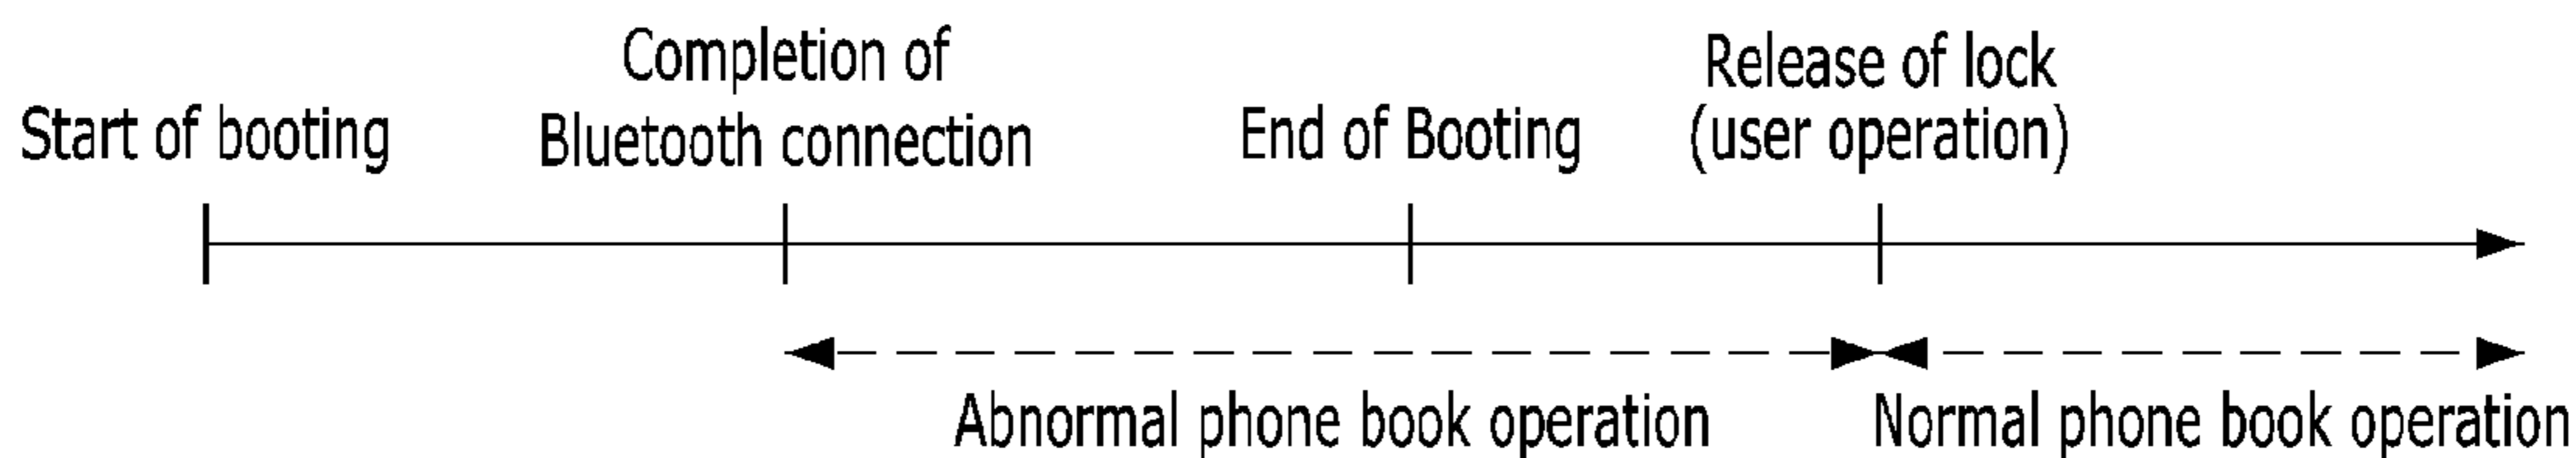 Start of booting
Completion of
Bluetooth connection
End of Booting
Release of lock
(user operation)
Abnormal phone book operation
Normal phone book operation